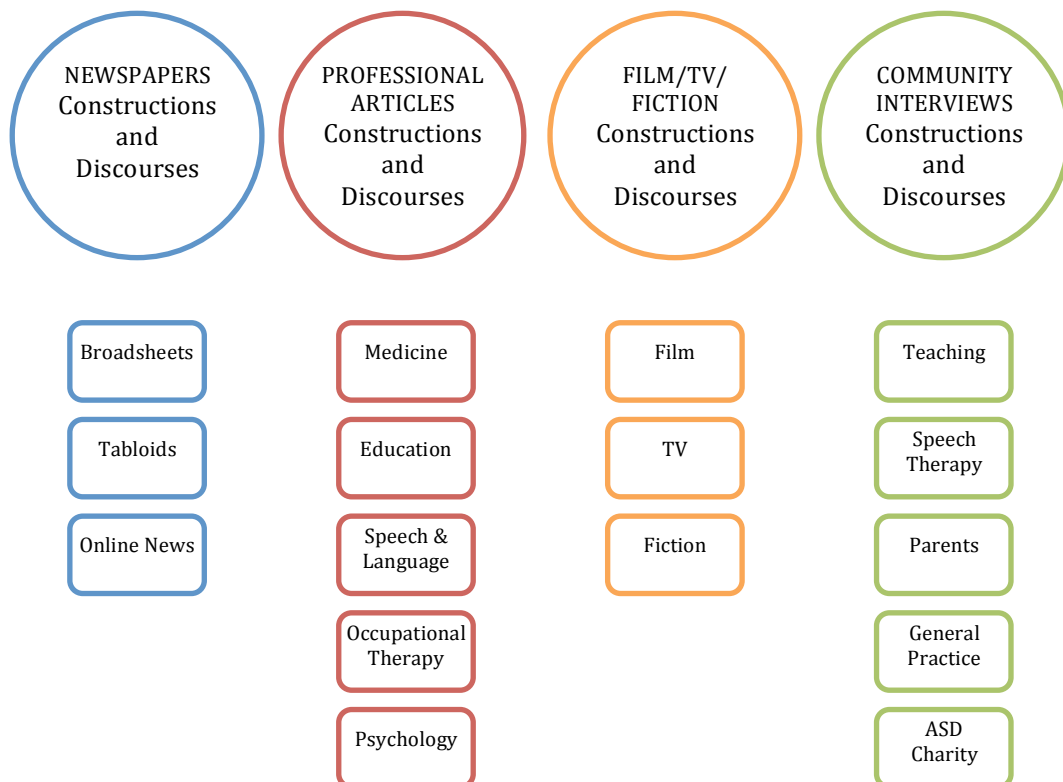 NEWSPAPERS
Constructions
and
Discourses
PROFESSIONAL
ARTICLES
Constructions
and
Discourses
FILM/TV/
FICTION
Constructions
and
Discourses
COMMUNITY
INTERVIEWS
Constructions
and
Discourses
Broadsheets
Tabloids
Online News
Medicine
Education
Speech &
Language
Occupational
Therapy
Psychology
Film
TV
Fiction
Teaching
Speech
Therapy
Parents
General
Practice
ASD
Charity